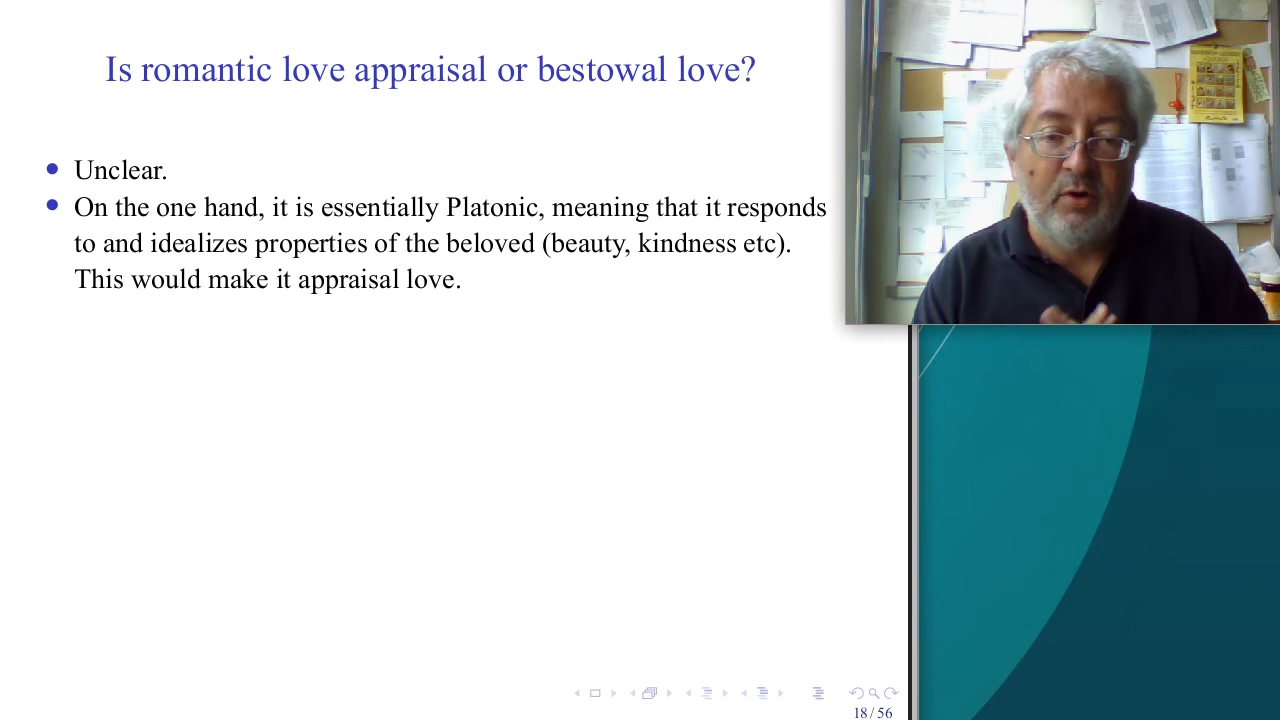 Is romantic love appraisal or bestowal love?
Unclear.
On the one hand, it is essentially Platonic, meaning that it responds
to and idealizes properties of the beloved (beauty, kindness etc).
This would make it appraisal love.
18 / 56